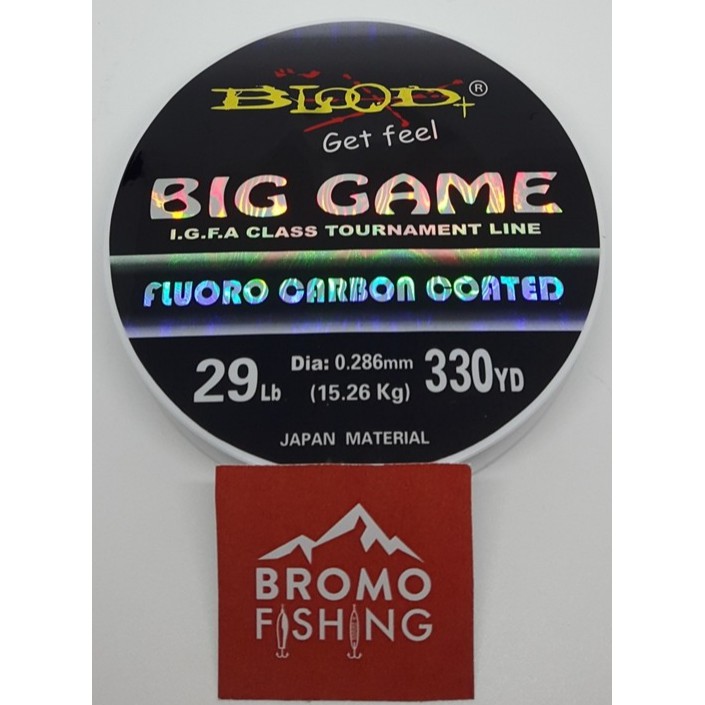 BLOOD+®
Get feel
BIG GAME
I.G.F.A CLASS TOURNAMENT LINE
FLUORO CARBON COATED
29Lb Dia: 0.286mm (15.26 Kg) 330YD
JAPAN MATERIAL
BROMO
FISHING